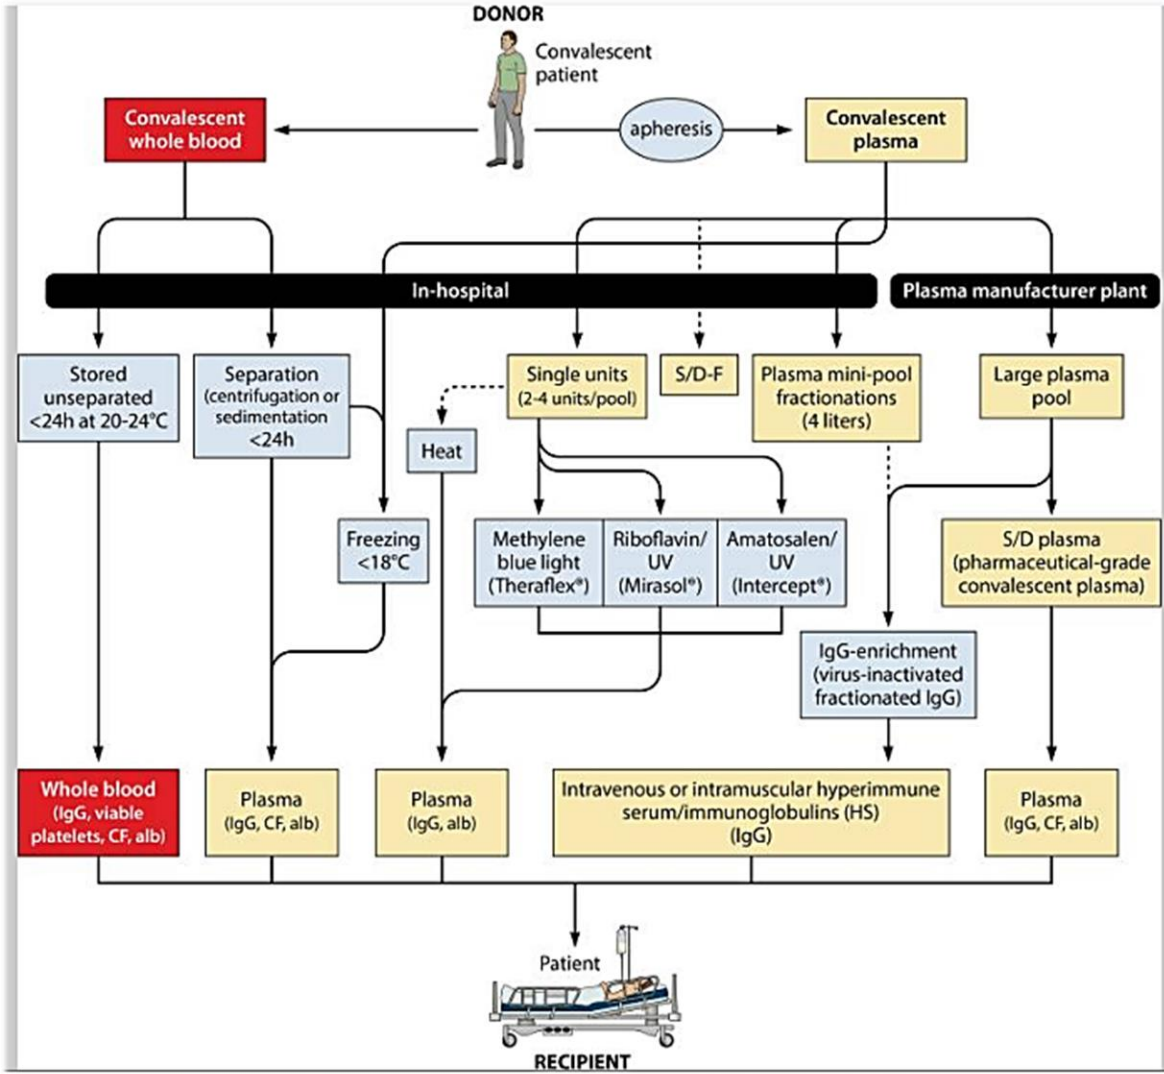 DONOR
Convalescent
patient
Convalescent
whole blood
apheresis
Convalescent
plasma
In-hospital
Plasma manufacturer plant
Stored
unseparated
<24h at 20-24°C
Separation
(centrifugation or
sedimentation
<24h
Single units
(2-4 units/pool)
S/D-F
Plasma mini-pool
fractionations
(4 liters)
Large plasma
pool
Heat
Freezing
<18°C
Methylene
blue light
(Theraflex®)
Riboflavin/
UV
(Mirasol®)
Amatosalen/
UV
(Intercept®)
S/D plasma
(pharmaceutical-grade
convalescent plasma)
IgG-enrichment
(virus-inactivated
fractionated IgG)
Whole blood
(IgG, viable
platelets, CF, alb)
Plasma
(IgG, CF, alb)
Plasma
(IgG, alb)
Intravenous or intramuscular hyperimmune
serum/immunoglobulins (HS)
(IgG)
Plasma
(IgG, CF, alb)
Patient
RECIPIENT